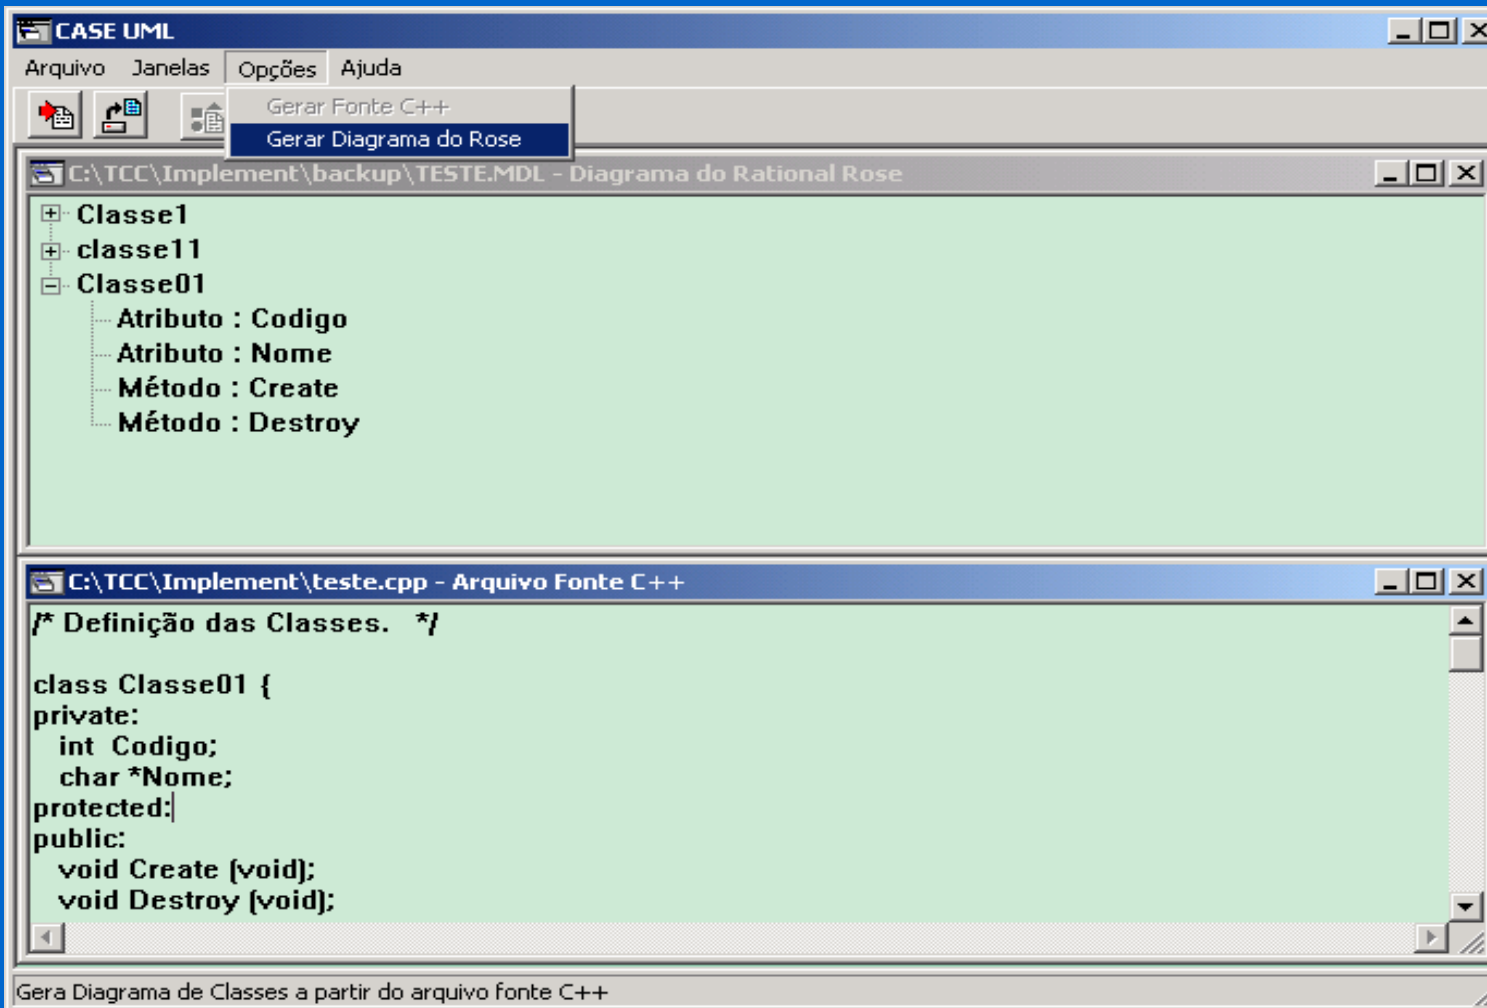 CASE UML
Arquivo Janelas Opções Ajuda
Gerar Fonte C++
Gerar Diagrama do Rose
C:\TCC\Implement\backup\TESTE.MDL - Diagrama do Rational Rose
Classe1
classe11
Classe01
Atributo : Codigo
Atributo : Nome
Método : Create
Método : Destroy
C:\TCC\Implement\teste.cpp - Arquivo Fonte C++
/* Definição das Classes.   */
class Classe01 {
private:
int  Codigo;
char *Nome;
protected:
public:
void Create (void);
void Destroy (void);
Gera Diagrama de Classes a partir do arquivo fonte C++